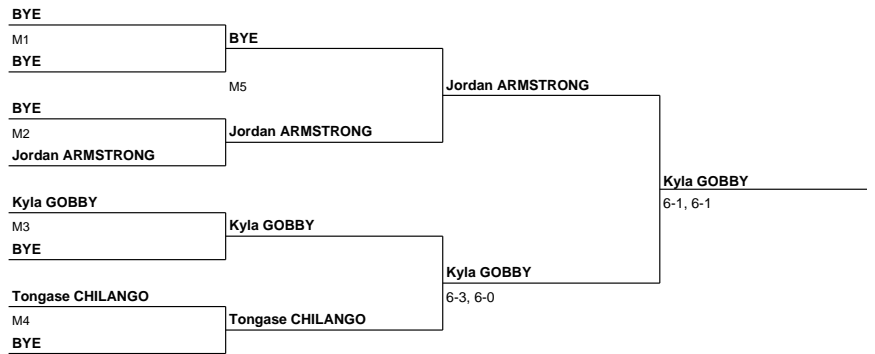 BYE
M1
BYE
BYE
M5
BYE
M2
Jordan ARMSTRONG
Jordan ARMSTRONG
Jordan ARMSTRONG
Kyla GOBBY
6-1, 6-1
Kyla GOBBY
M3
BYE
Kyla GOBBY
Kyla GOBBY
6-3, 6-0
Tongase CHILANGO
M4
BYE
Tongase CHILANGO